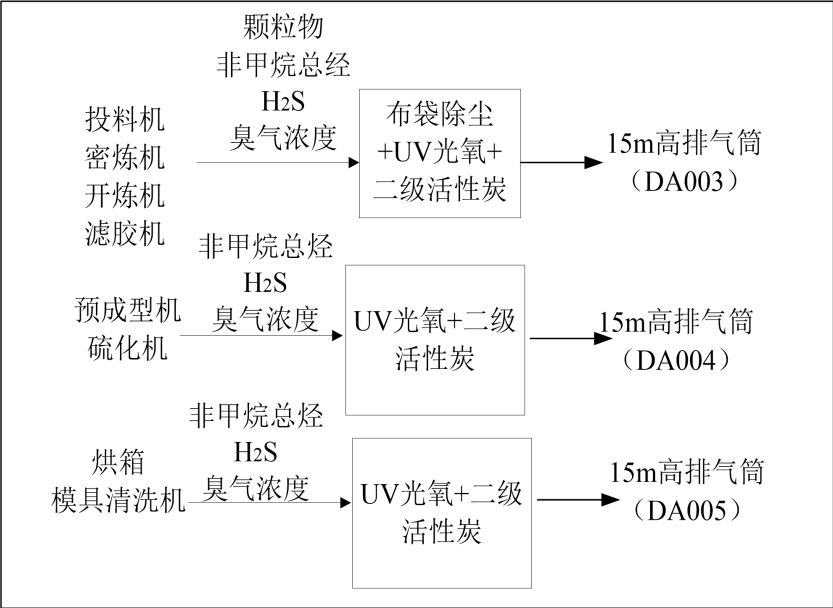 颗粒物
非甲烷总经
H2S
臭气浓度
投料机
密炼机
开炼机
滤胶机
布袋除尘
+UV光氧+
二级活性炭
15m高排气筒
（DA003）
非甲烷总烃
H2S
臭气浓度
预成型机
硫化机
UV光氧+二级
活性炭
15m高排气筒
（DA004）
非甲烷总烃
H2S
臭气浓度
烘箱
模具清洗机
UV光氧+二级
活性炭
15m高排气筒
（DA005）